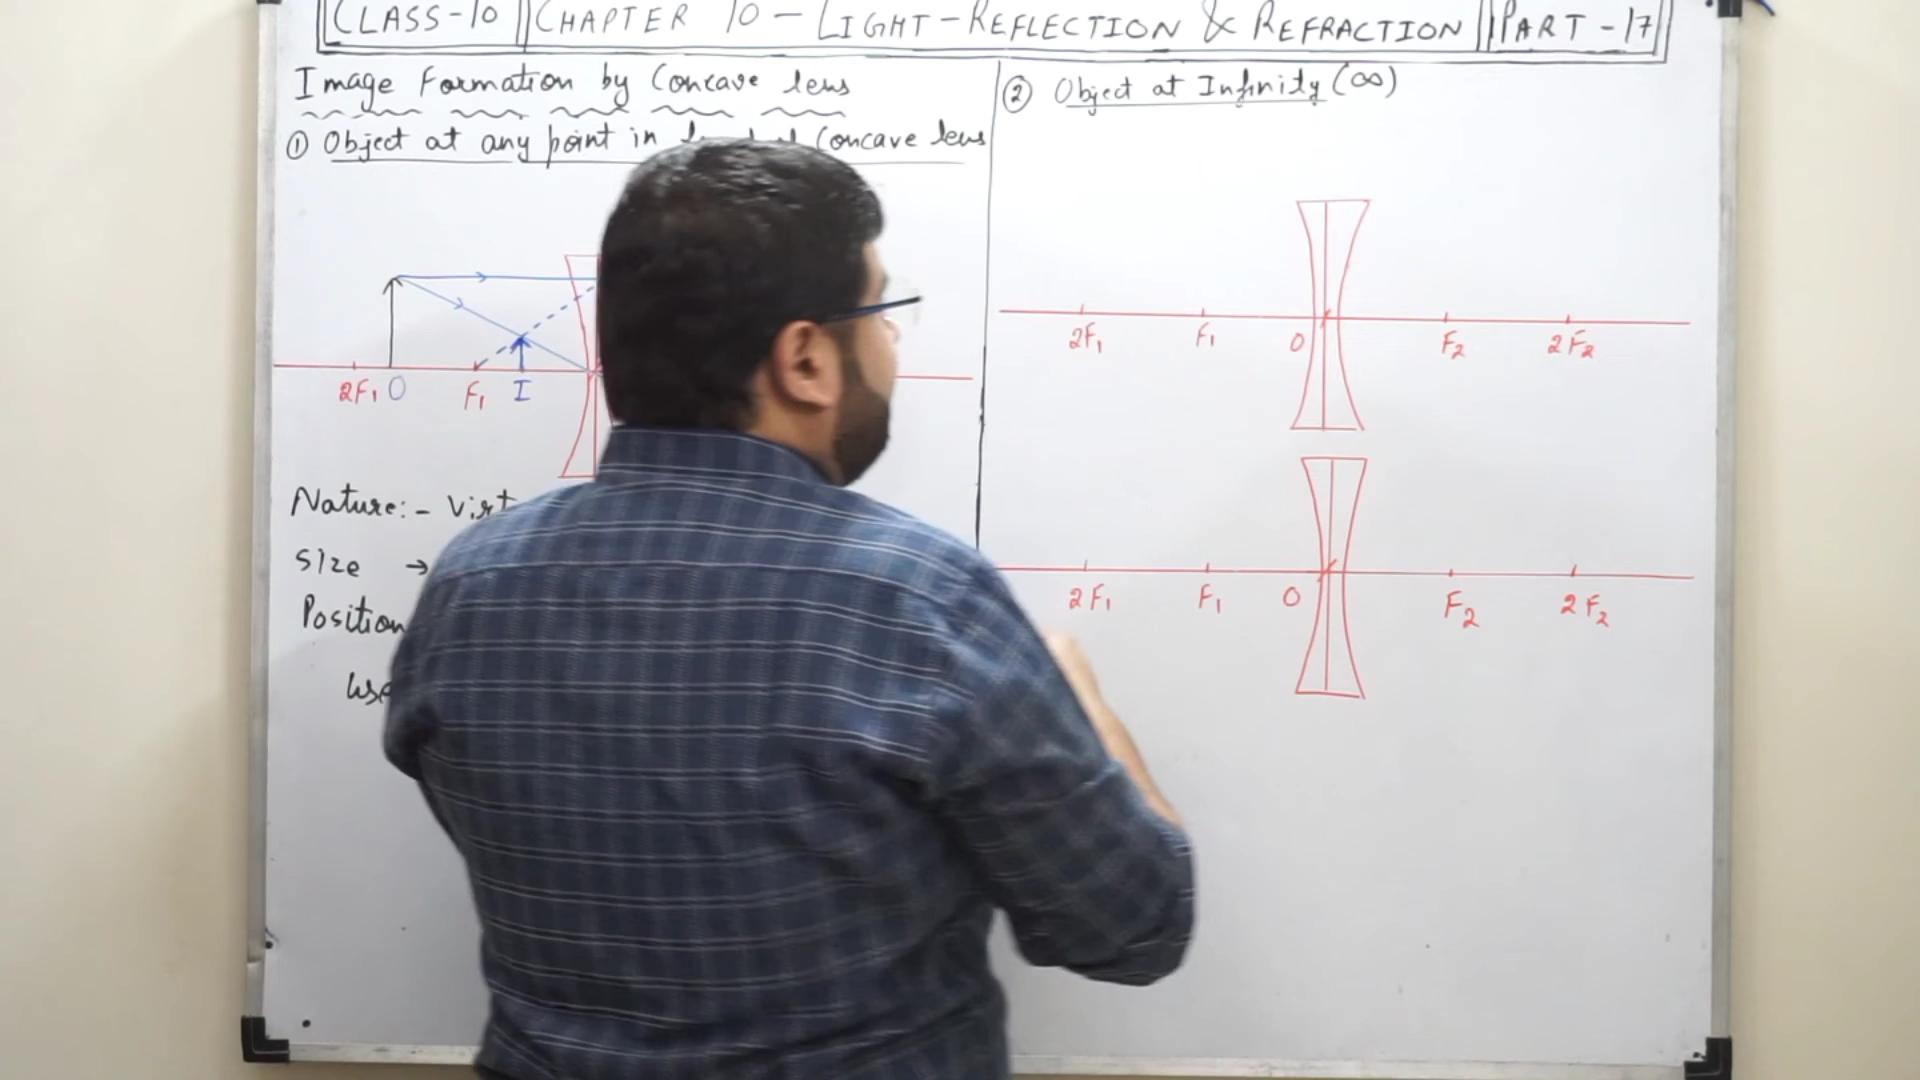 CLASS-10 CHAPTER 10 - LIGHT-REFLECTION & REFRACTION PART - 17
Image Formation by Concave lens
① Object at any point in Concave lens
2F1 O F1 I
Nature:-
Size →
Position
② Object at Infinity (∞)
2F1 F1 O F2 2F2
2F1 F1 O F2 2F2